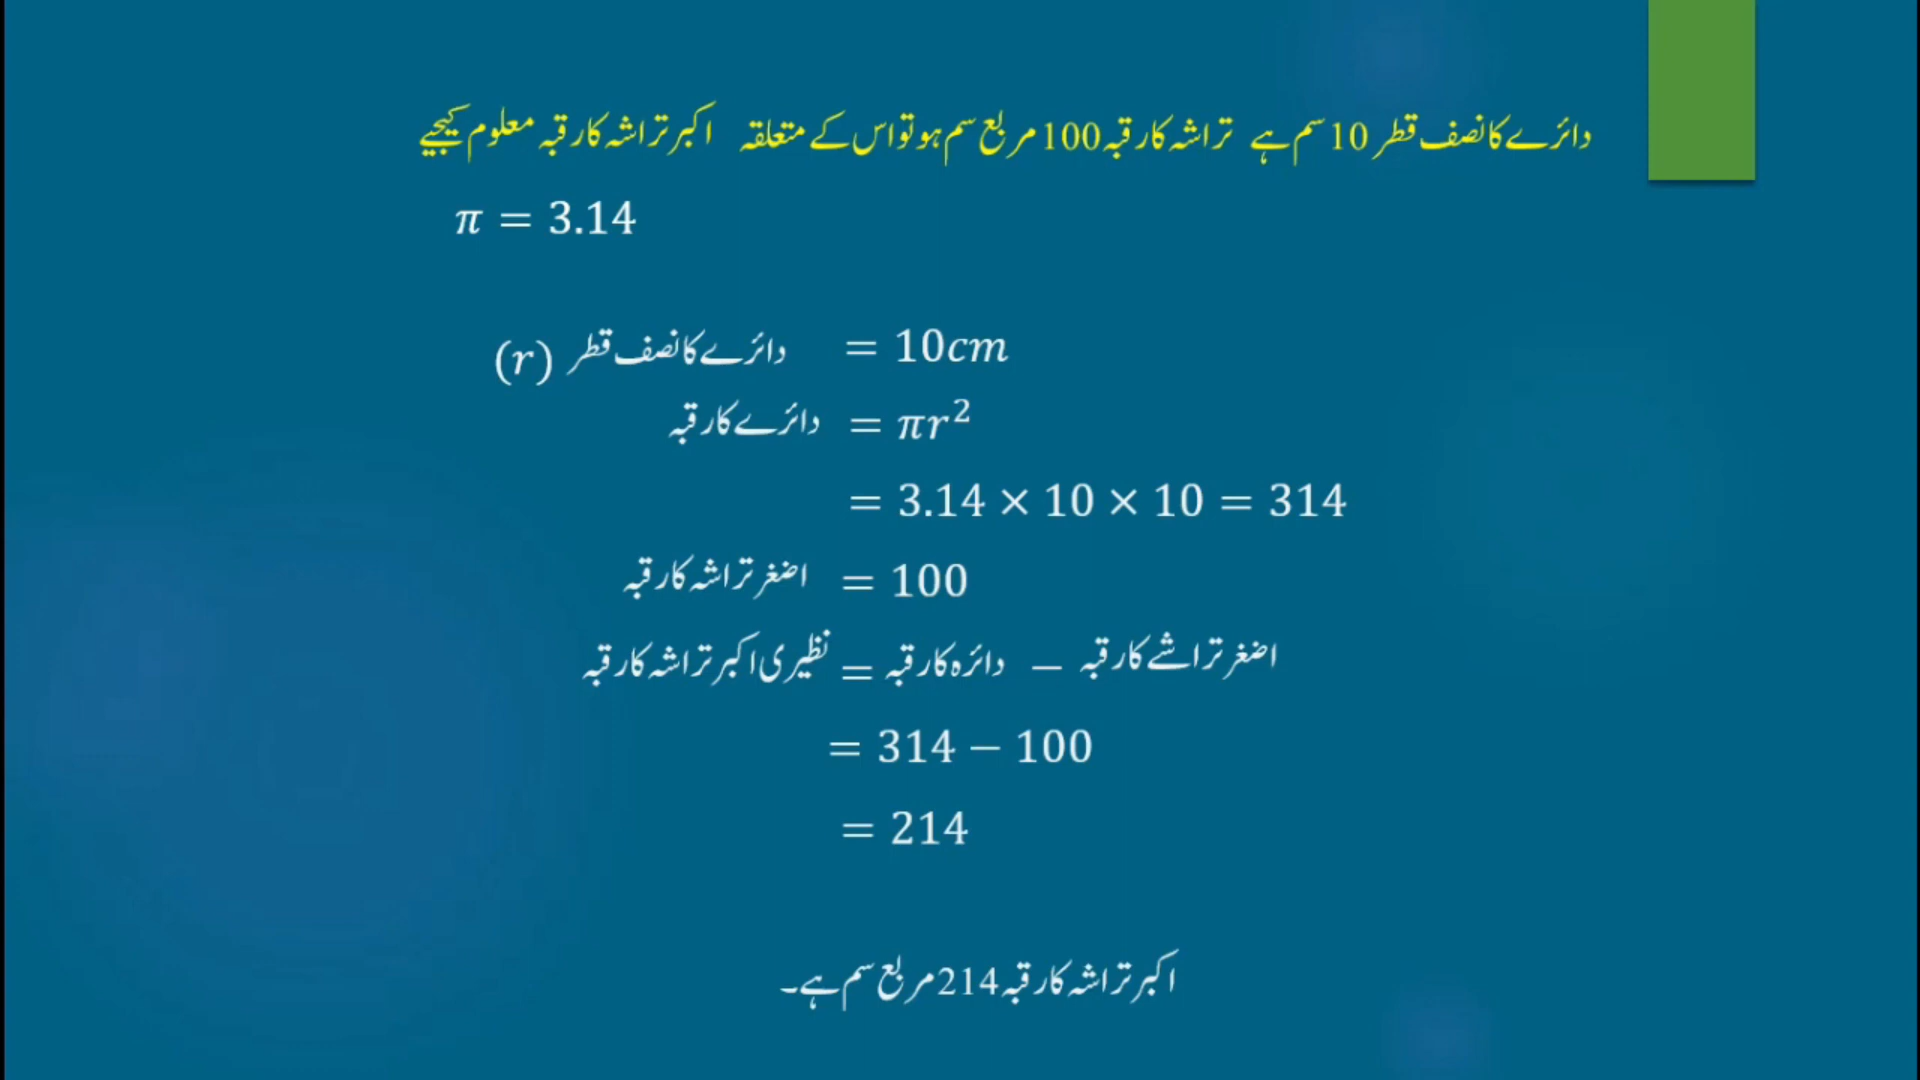 دائرے کا نصف قطر 10 سم ہے تراشہ کا رقبہ 100 مربع سم ہو تو اس کے متعلقہ اکبر تراشہ کا رقبہ معلوم کیجیے
π = 3.14
دائرے کا نصف قطر (r) = 10cm
دائرے کا رقبہ = πr²
= 3.14 × 10 × 10 = 314
اضغر تراشہ کا رقبہ = 100
نظیری اکبر تراشہ کا رقبہ = دائرہ کا رقبہ − اضغر تراشے کا رقبہ
= 314 − 100
= 214
اکبر تراشہ کا رقبہ 214 مربع سم ہے۔